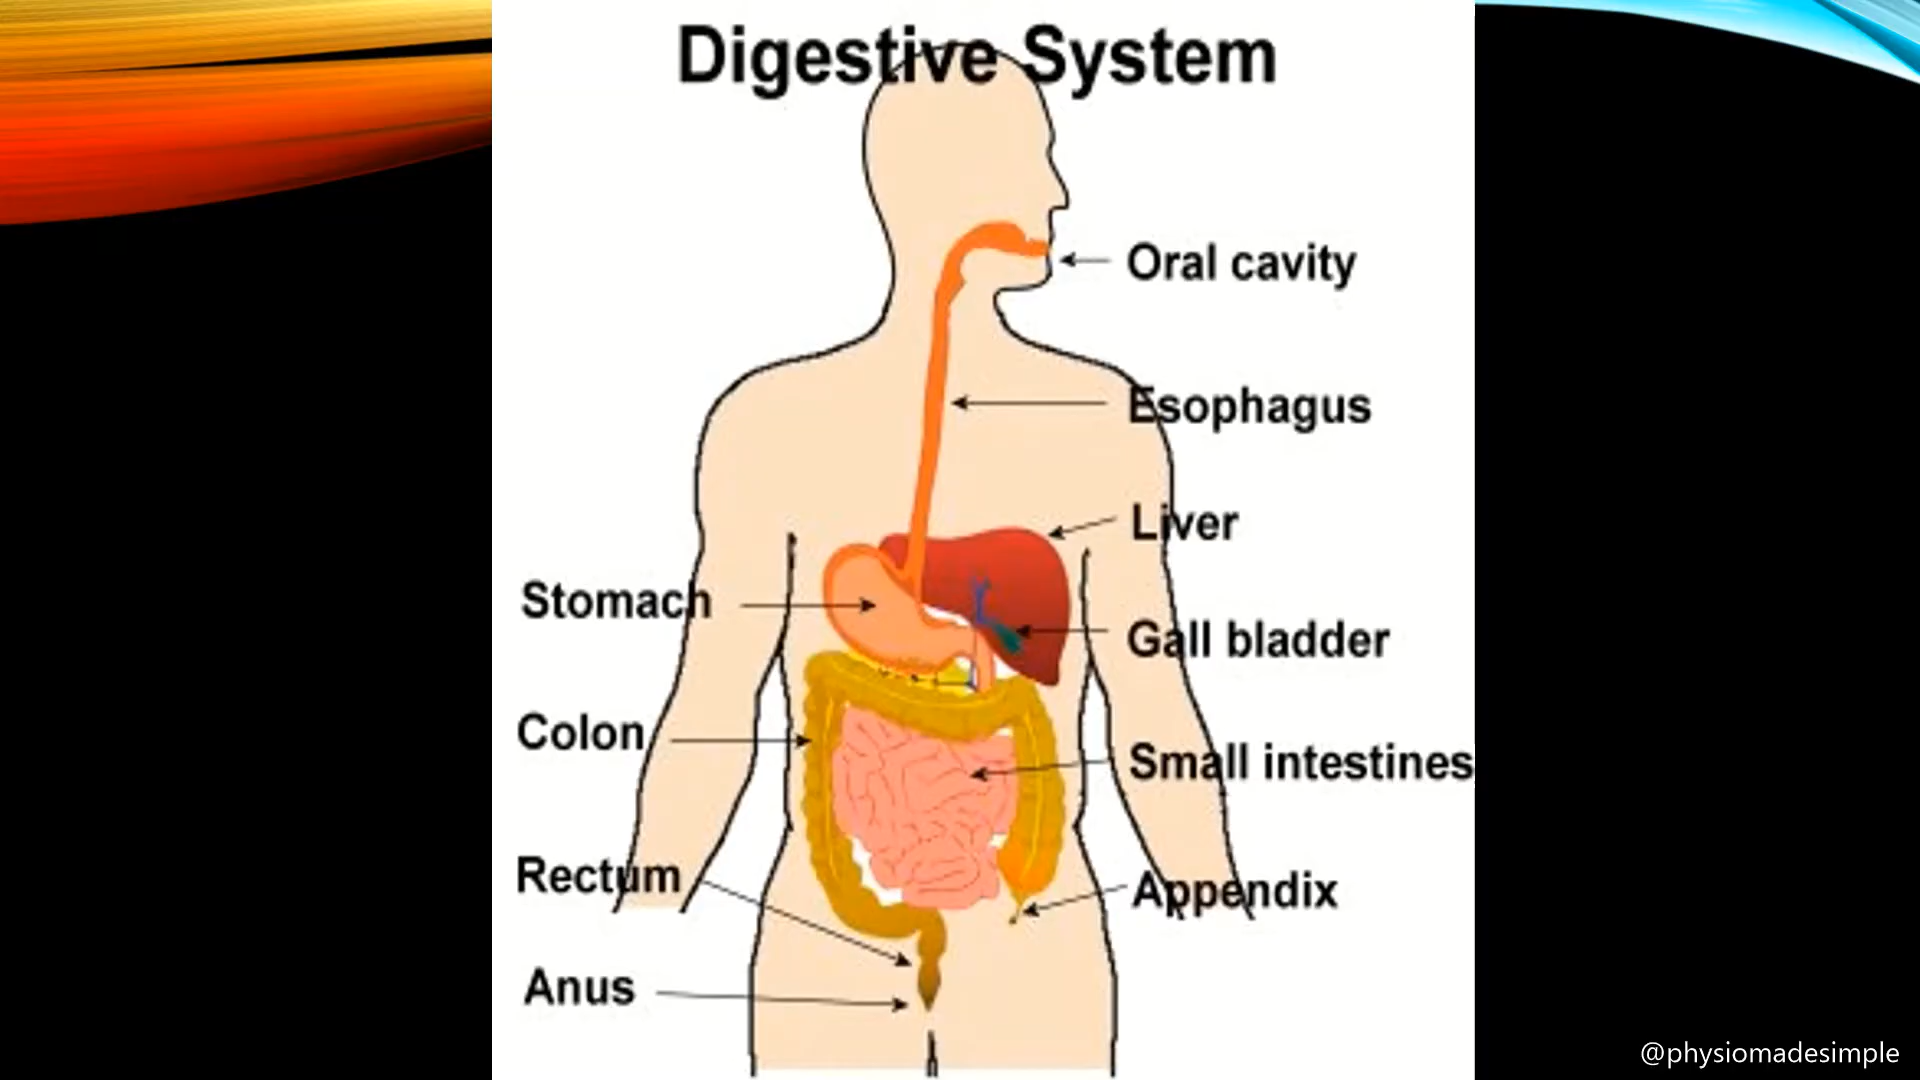 Digestive System
Oral cavity
Esophagus
Liver
Stomach
Gall bladder
Colon
Small intestines
Rectum
Appendix
Anus
@physiomadesimple